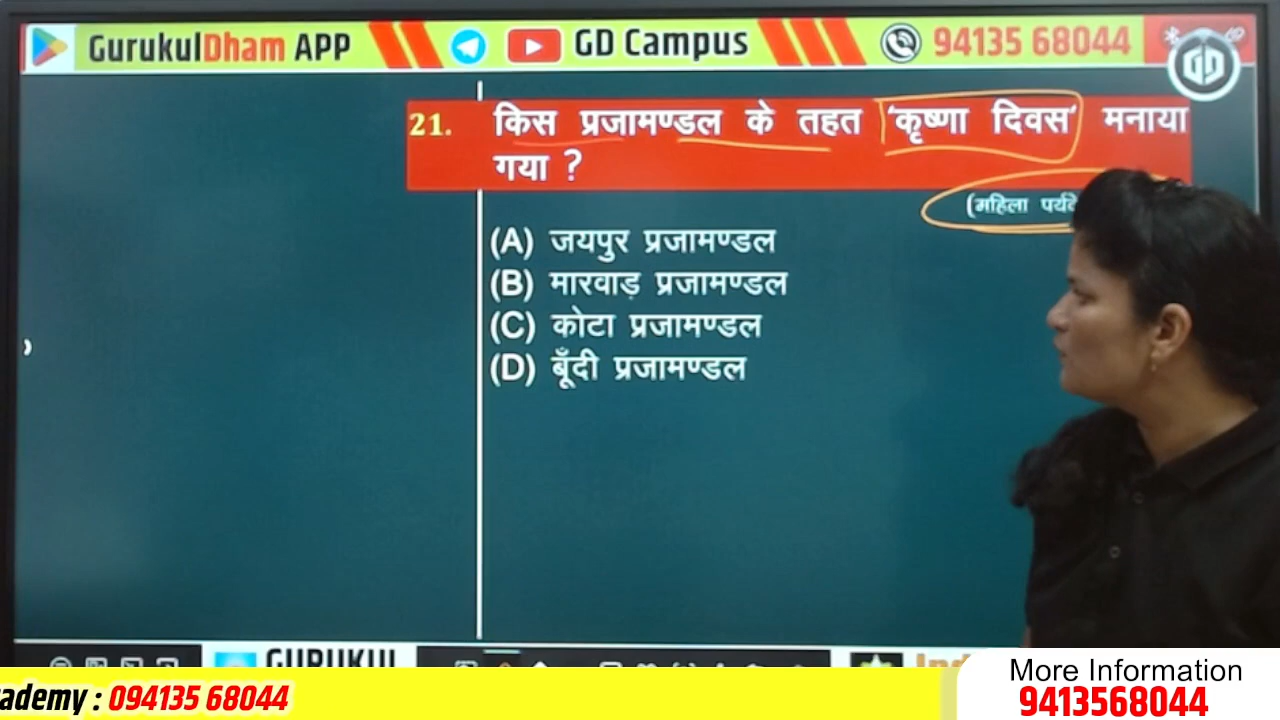 GurukulDham APP
GD Campus
94135 68044
21. किस प्रजामण्डल के तहत 'कृष्णा दिवस' मनाया
गया ?
(महिला
(A) जयपुर प्रजामण्डल
(B) मारवाड़ प्रजामण्डल
(C) कोटा प्रजामण्डल
(D) बूँदी प्रजामण्डल
GURUKUL
ademy : 094135 68044
More Information
9413568044